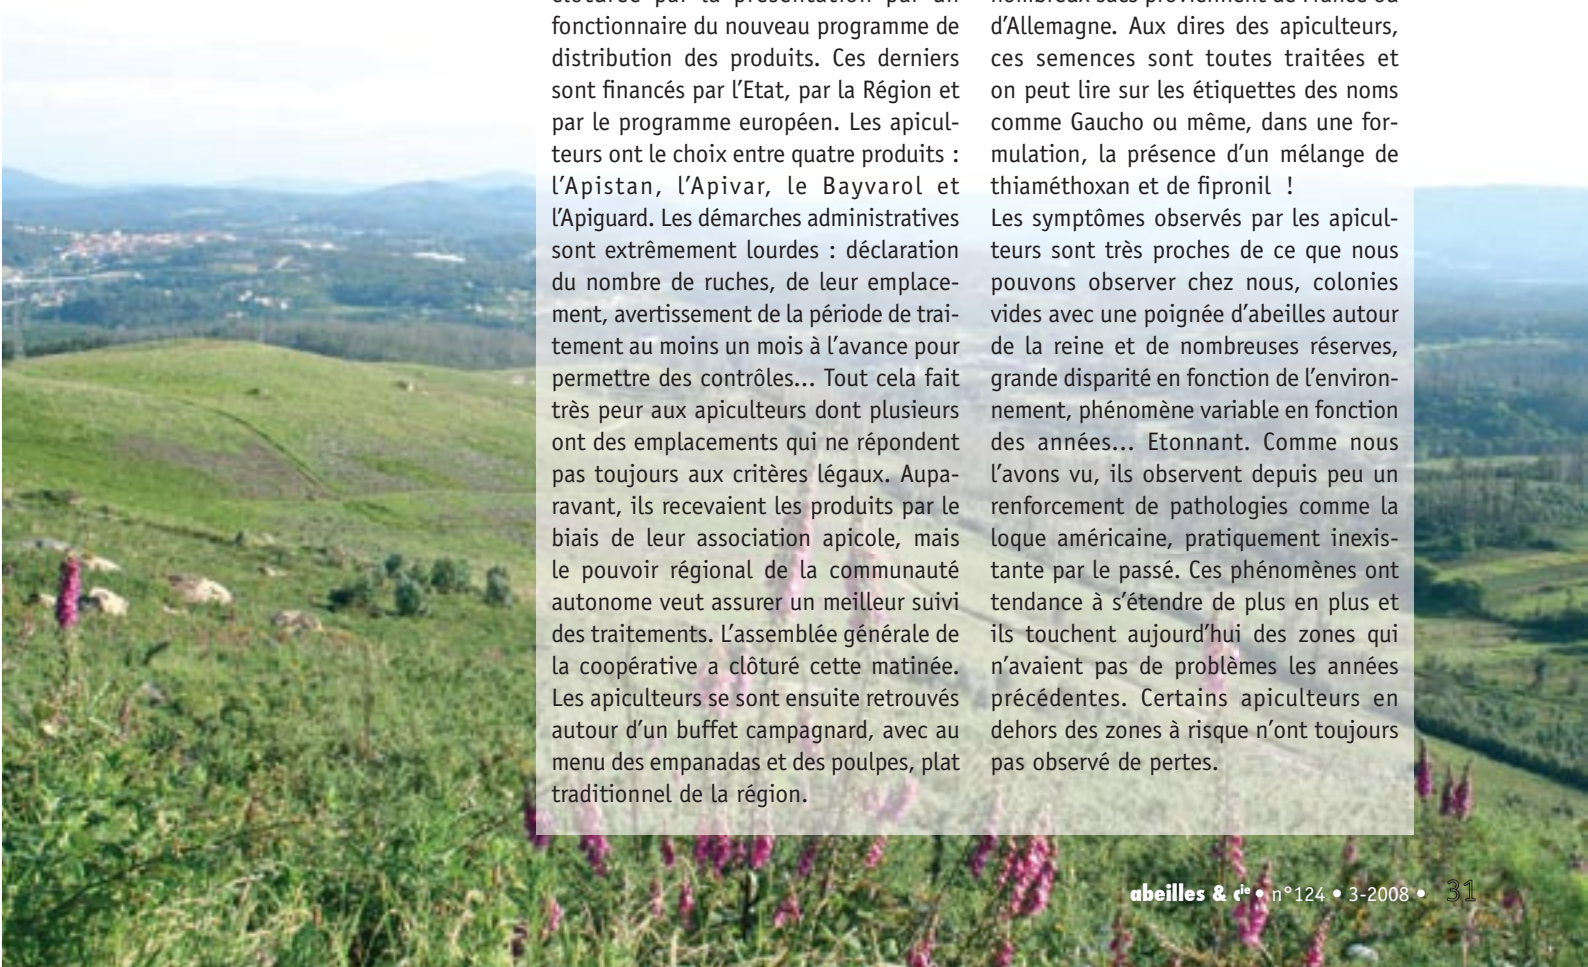 fonctionnaire du nouveau programme de
distribution des produits. Ces derniers
sont financés par l'Etat, par la Région et
par le programme européen. Les apicul-
teurs ont le choix entre quatre produits :
l'Apistan, l'Apivar, le Bayvarol et
l'Apiguard. Les démarches administratives
sont extrêmement lourdes : déclaration
du nombre de ruches, de leur emplace-
ment, avertissement de la période de trai-
tement au moins un mois à l'avance pour
permettre des contrôles... Tout cela fait
très peur aux apiculteurs dont plusieurs
ont des emplacements qui ne répondent
pas toujours aux critères légaux. Aupa-
ravant, ils recevaient les produits par le
biais de leur association apicole, mais
le pouvoir régional de la communauté
autonome veut assurer un meilleur suivi
des traitements. L'assemblée générale de
la coopérative a clôturé cette matinée.
Les apiculteurs se sont ensuite retrouvés
autour d'un buffet campagnard, avec au
menu des empanadas et des poulpes, plat
traditionnel de la région.
d'Allemagne. Aux dires des apiculteurs,
ces semences sont toutes traitées et
on peut lire sur les étiquettes des noms
comme Gaucho ou même, dans une for-
mulation, la présence d'un mélange de
thiaméthoxan et de fipronil !
Les symptômes observés par les apicul-
teurs sont très proches de ce que nous
pouvons observer chez nous, colonies
vides avec une poignée d'abeilles autour
de la reine et de nombreuses réserves,
grande disparité en fonction de l'environ-
nement, phénomène variable en fonction
des années... Etonnant. Comme nous
l'avons vu, ils observent depuis peu un
renforcement de pathologies comme la
loque américaine, pratiquement inexis-
tante par le passé. Ces phénomènes ont
tendance à s'étendre de plus en plus et
ils touchent aujourd'hui des zones qui
n'avaient pas de problèmes les années
précédentes. Certains apiculteurs en
dehors des zones à risque n'ont toujours
pas observé de pertes.
abeilles & cie • n°124 • 3-2008 • 31